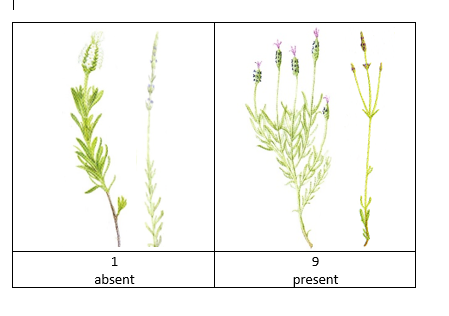 1
absent
9
present